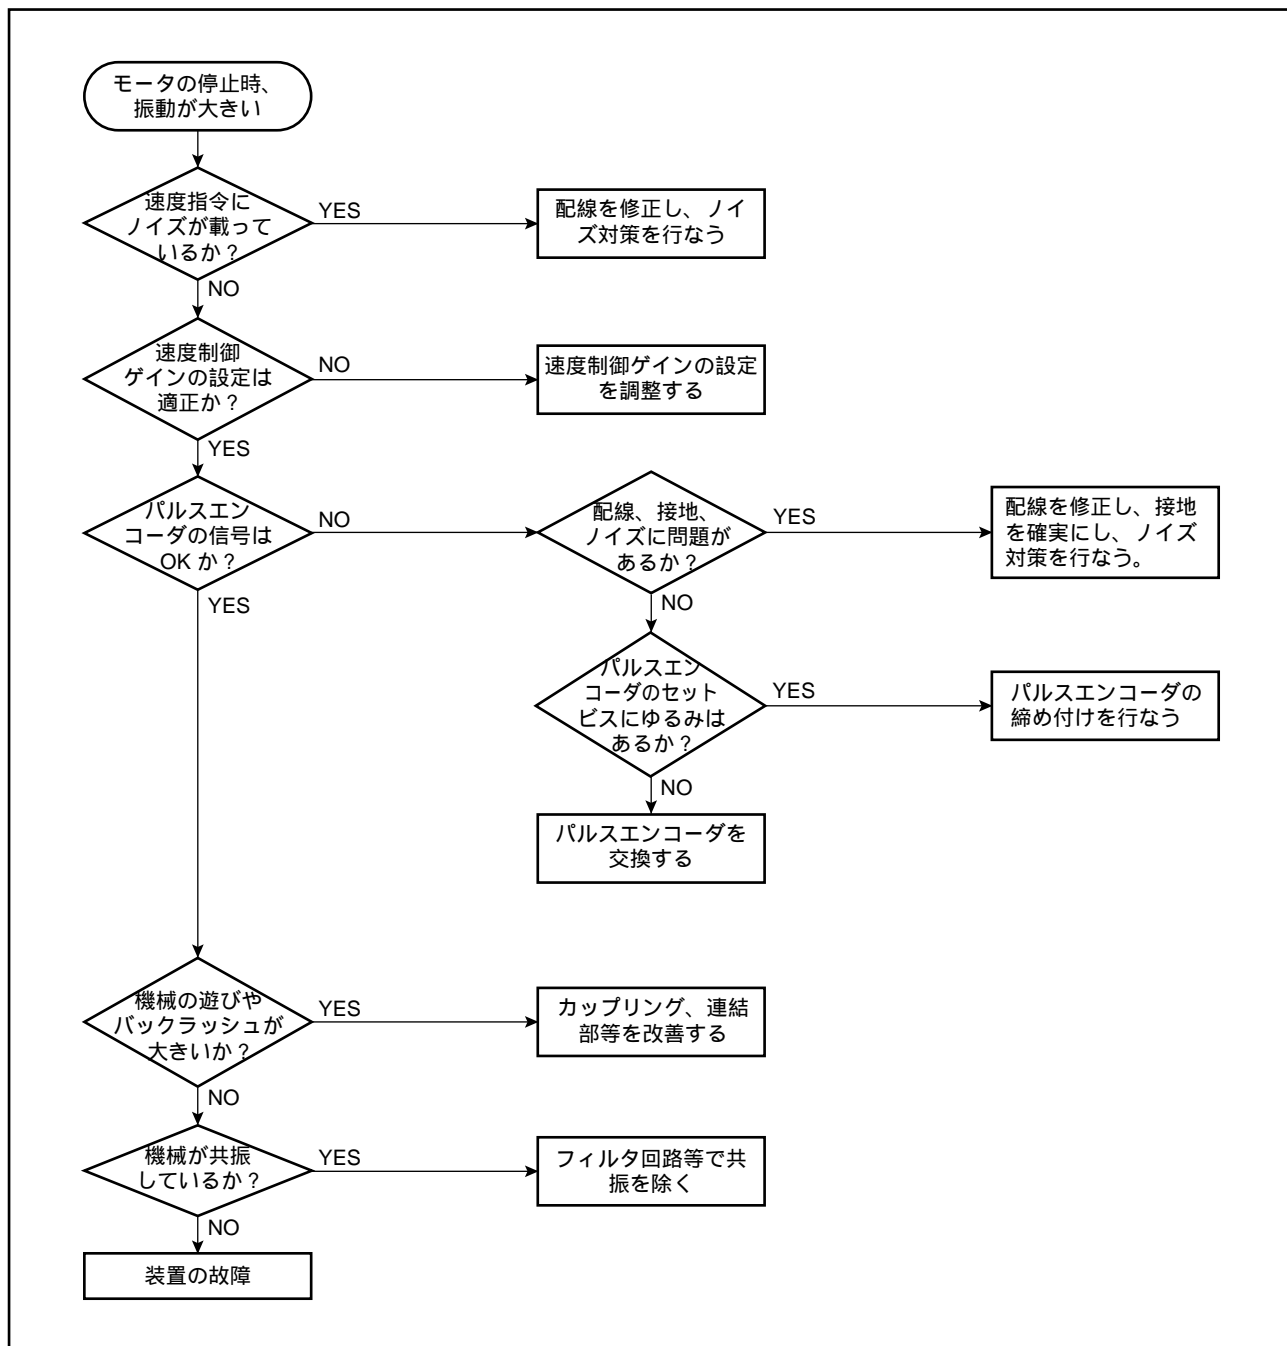 モータの停止時、
振動が大きい
速度指令に
ノイズが載って
いるか？
YES
配線を修正し、ノイ
ズ対策を行なう
NO
速度制御
ゲインの設定は
適正か？
NO
速度制御ゲインの設定
を調整する
YES
パルスエン
コーダの信号は
OK か？
NO
配線、接地、
ノイズに問題が
あるか？
YES
配線を修正し、接地
を確実にし、ノイズ
対策を行なう。
YES
NO
パルスエン
コーダのセット
ビスにゆるみは
あるか？
YES
パルスエンコーダの
締め付けを行なう
NO
パルスエンコーダを
交換する
機械の遊びや
バックラッシュが
大きいか？
YES
カップリング、連結
部等を改善する
NO
機械が共振
しているか？
YES
フィルタ回路等で共
振を除く
NO
装置の故障